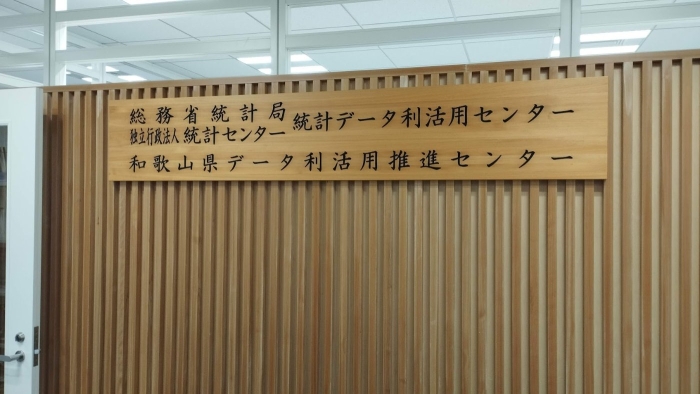 総務省統計局
独立行政法人 統計センター
統計データ利活用センター
和歌山県データ利活用推進センター